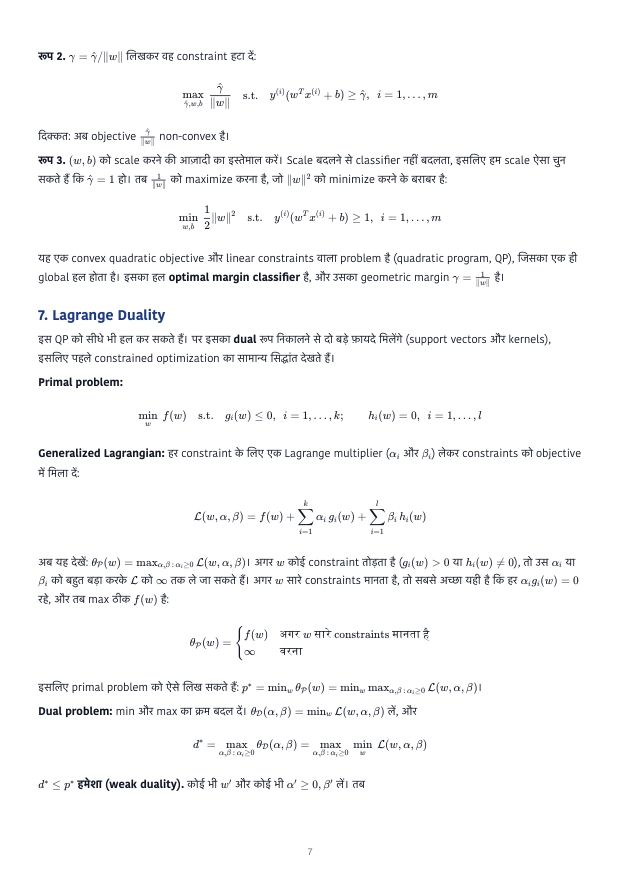 रूप 2. γ = γ̂/‖w‖ लिखकर वह constraint हटा दें:
max_{γ̂,w,b} γ̂/‖w‖ s.t. y^{(i)}(w^T x^{(i)} + b) ≥ γ̂, i = 1, . . . , m
दिक्कत: अब objective γ̂/‖w‖ non-convex है।
रूप 3. (w, b) को scale करने की आज़ादी का इस्तेमाल करें। Scale बदलने से classifier नहीं बदलता, इसलिए हम scale ऐसा चुन
सकते हैं कि γ̂ = 1 हो। तब 1/‖w‖ को maximize करना है, जो ‖w‖² को minimize करने के बराबर है:
min_{w,b} 1/2 ‖w‖² s.t. y^{(i)}(w^T x^{(i)} + b) ≥ 1, i = 1, . . . , m
यह एक convex quadratic objective और linear constraints वाला problem है (quadratic program, QP), जिसका एक ही
global हल होता है। इसका हल optimal margin classifier है, और उसका geometric margin γ = 1/‖w‖ है।
7. Lagrange Duality
इस QP को सीधे भी हल कर सकते हैं। पर इसका dual रूप निकालने से दो बड़े फ़ायदे मिलेंगे (support vectors और kernels),
इसलिए पहले constrained optimization का सामान्य सिद्धांत देखते हैं।
Primal problem:
min_w f(w) s.t. g_i(w) ≤ 0, i = 1, . . . , k; h_i(w) = 0, i = 1, . . . , l
Generalized Lagrangian: हर constraint के लिए एक Lagrange multiplier (α_i और β_i) लेकर constraints को objective
में मिला दें:
ℒ(w, α, β) = f(w) + ∑_{i=1}^{k} α_i g_i(w) + ∑_{i=1}^{l} β_i h_i(w)
अब यह देखें: θ_𝒫(w) = max_{α,β : α_i≥0} ℒ(w, α, β)। अगर w कोई constraint तोड़ता है (g_i(w) > 0 या h_i(w) ≠ 0), तो उस α_i या
β_i को बहुत बड़ा करके ℒ को ∞ तक ले जा सकते हैं। अगर w सारे constraints मानता है, तो सबसे अच्छा यही है कि हर α_i g_i(w) = 0
रहे, और तब max ठीक f(w) है:
θ_𝒫(w) = { f(w) अगर w सारे constraints मानता है
∞ वरना
इसलिए primal problem को ऐसे लिख सकते हैं: p* = min_w θ_𝒫(w) = min_w max_{α,β : α_i≥0} ℒ(w, α, β)।
Dual problem: min और max का क्रम बदल दें। θ_𝒟(α, β) = min_w ℒ(w, α, β) लें, और
d* = max_{α,β : α_i≥0} θ_𝒟(α, β) = max_{α,β : α_i≥0} min_w ℒ(w, α, β)
d* ≤ p* हमेशा (weak duality). कोई भी w′ और कोई भी α′ ≥ 0, β′ लें। तब
7